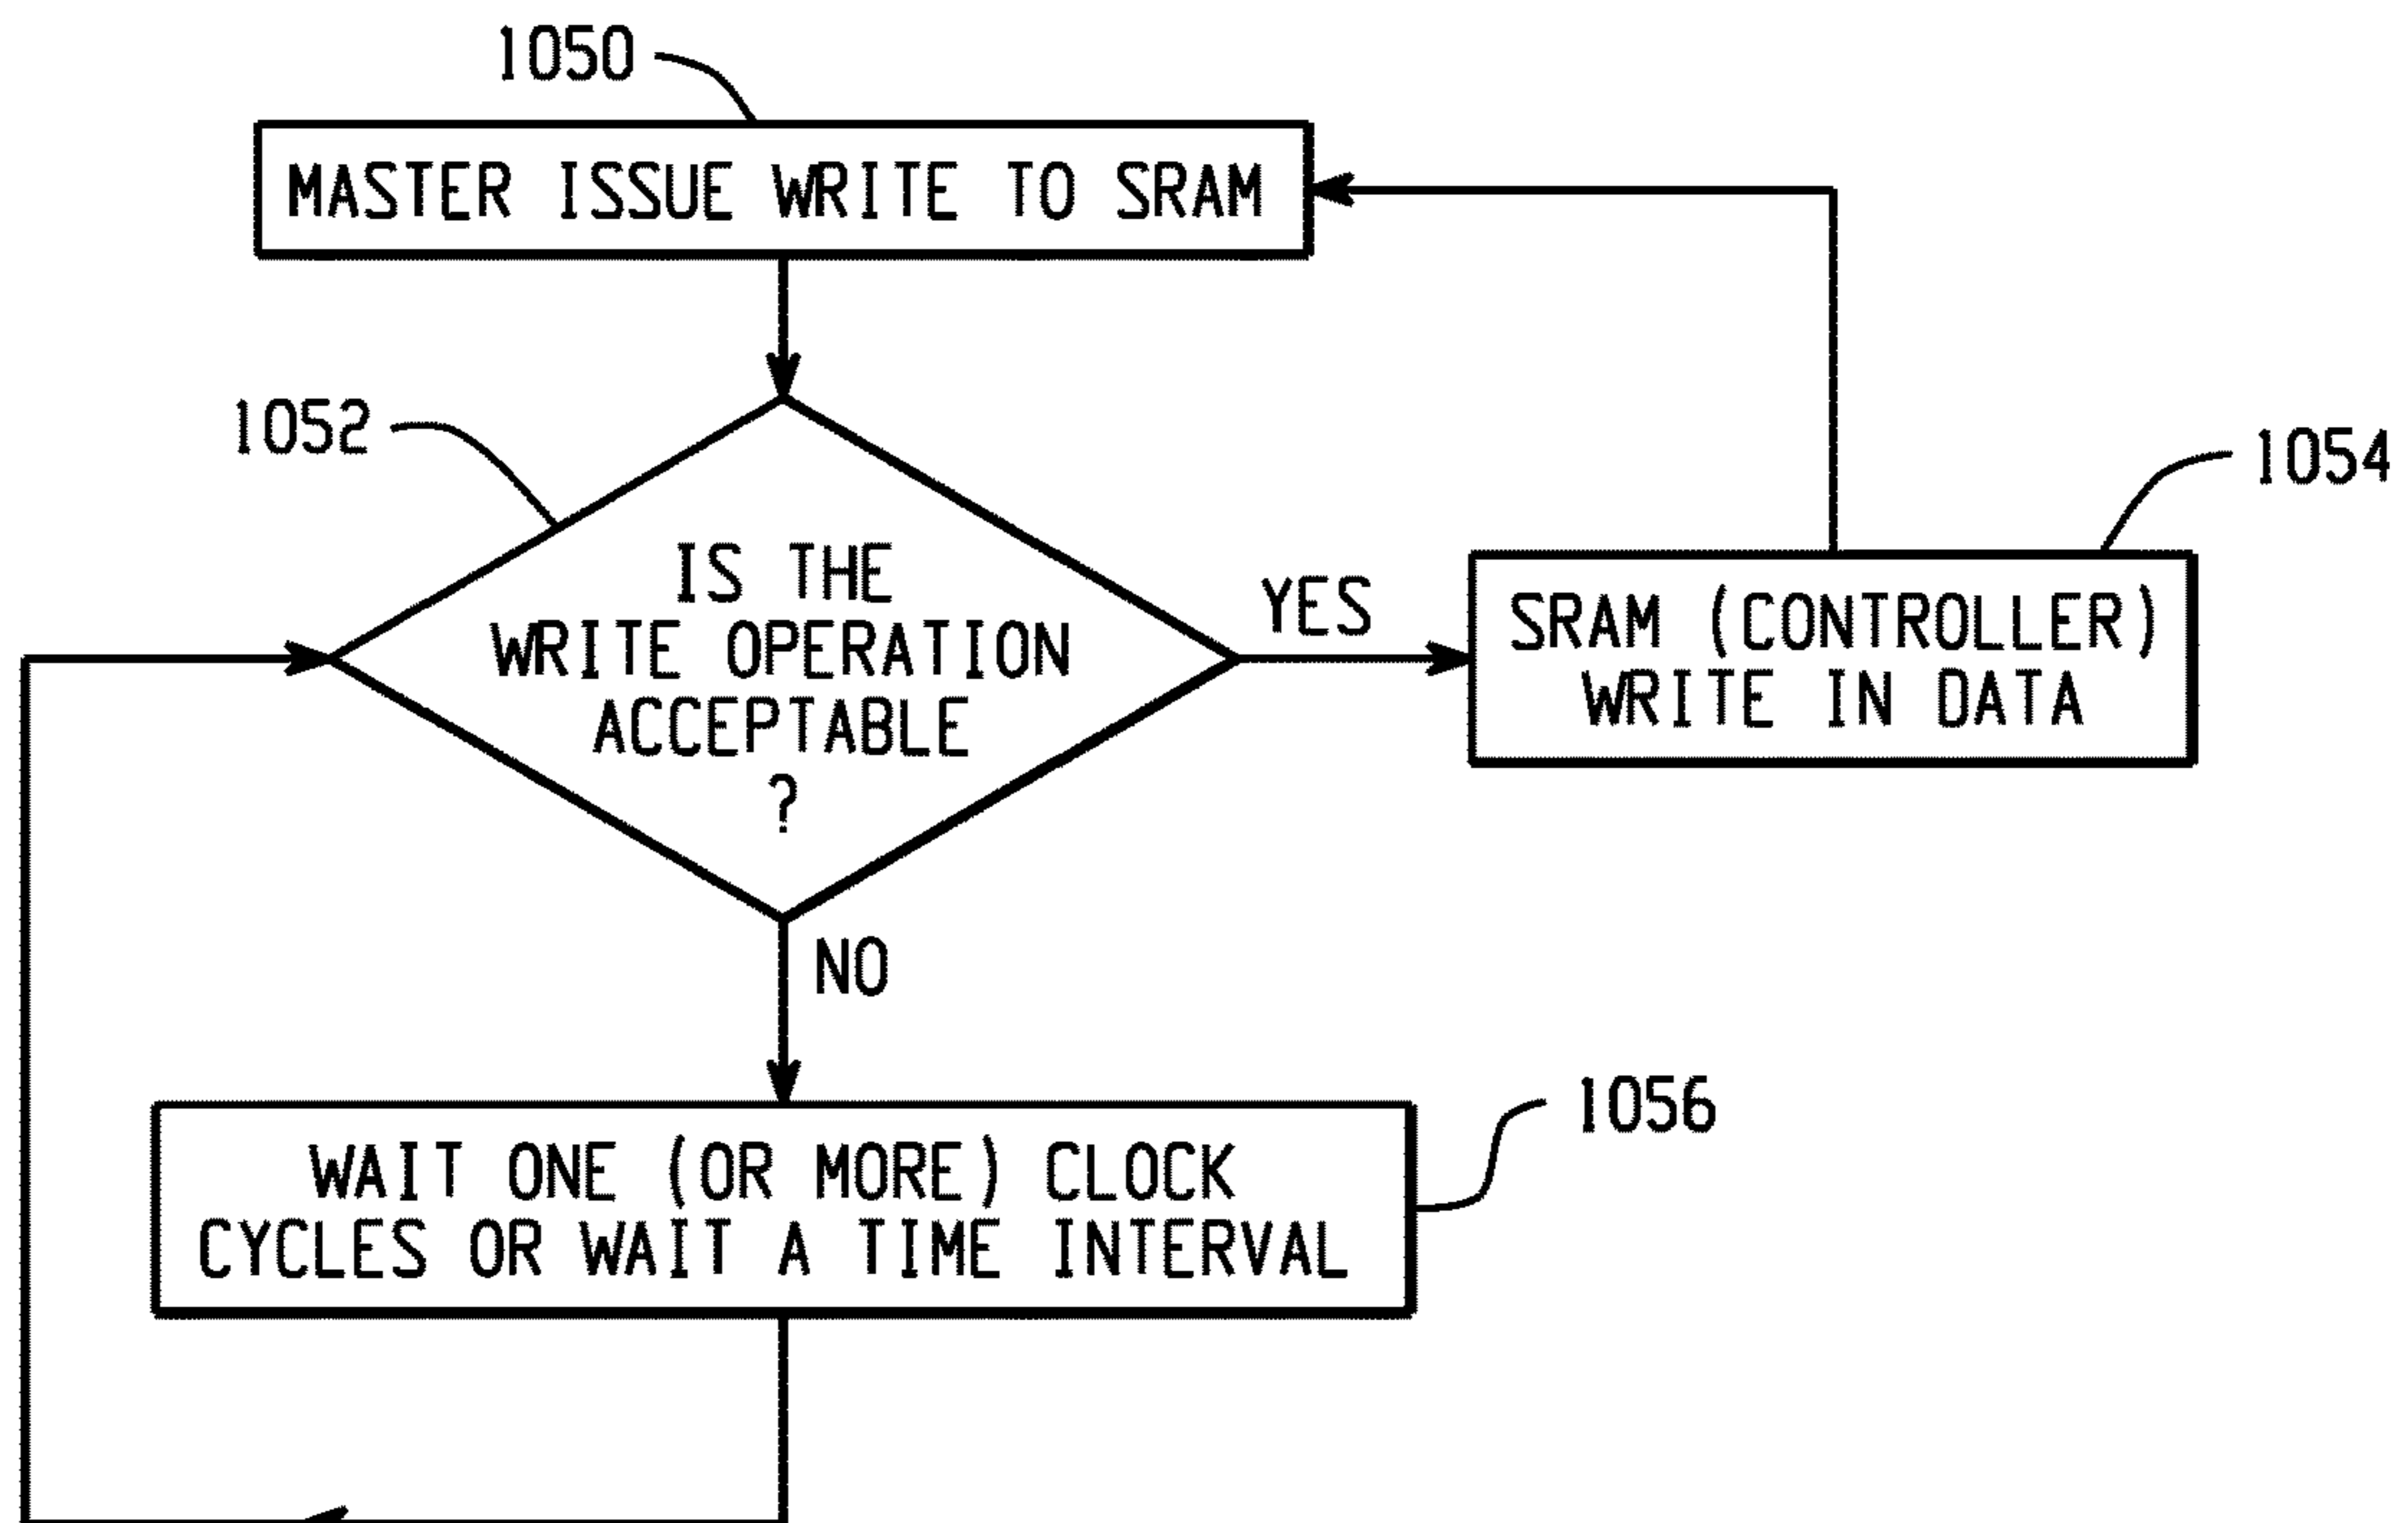 1050
MASTER ISSUE WRITE TO SRAM
1052
IS THE
WRITE OPERATION
ACCEPTABLE
?
YES
1054
SRAM (CONTROLLER)
WRITE IN DATA
NO
1056
WAIT ONE (OR MORE) CLOCK
CYCLES OR WAIT A TIME INTERVAL